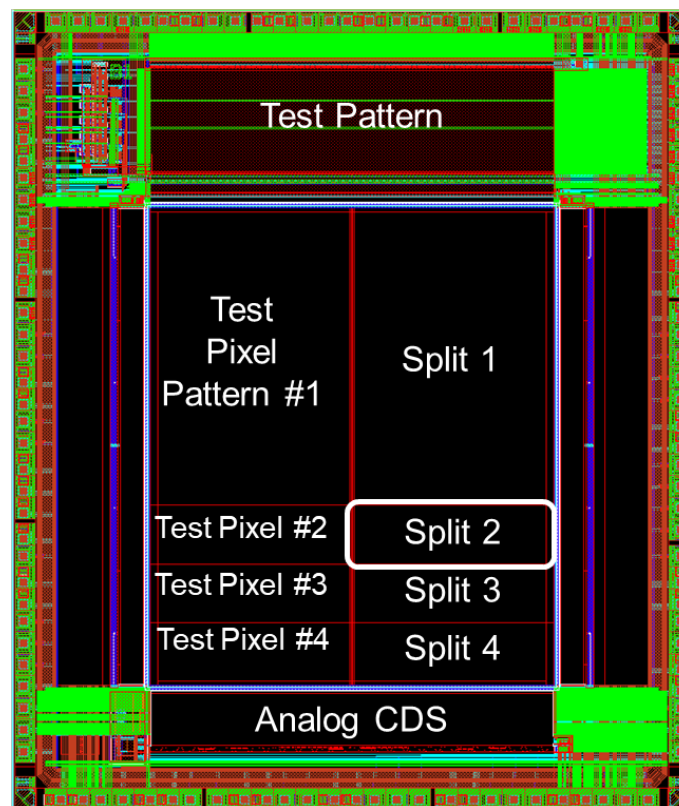 Test Pattern
Test
Pixel
Pattern #1
Split 1
Test Pixel #2
Split 2
Test Pixel #3
Split 3
Test Pixel #4
Split 4
Analog CDS